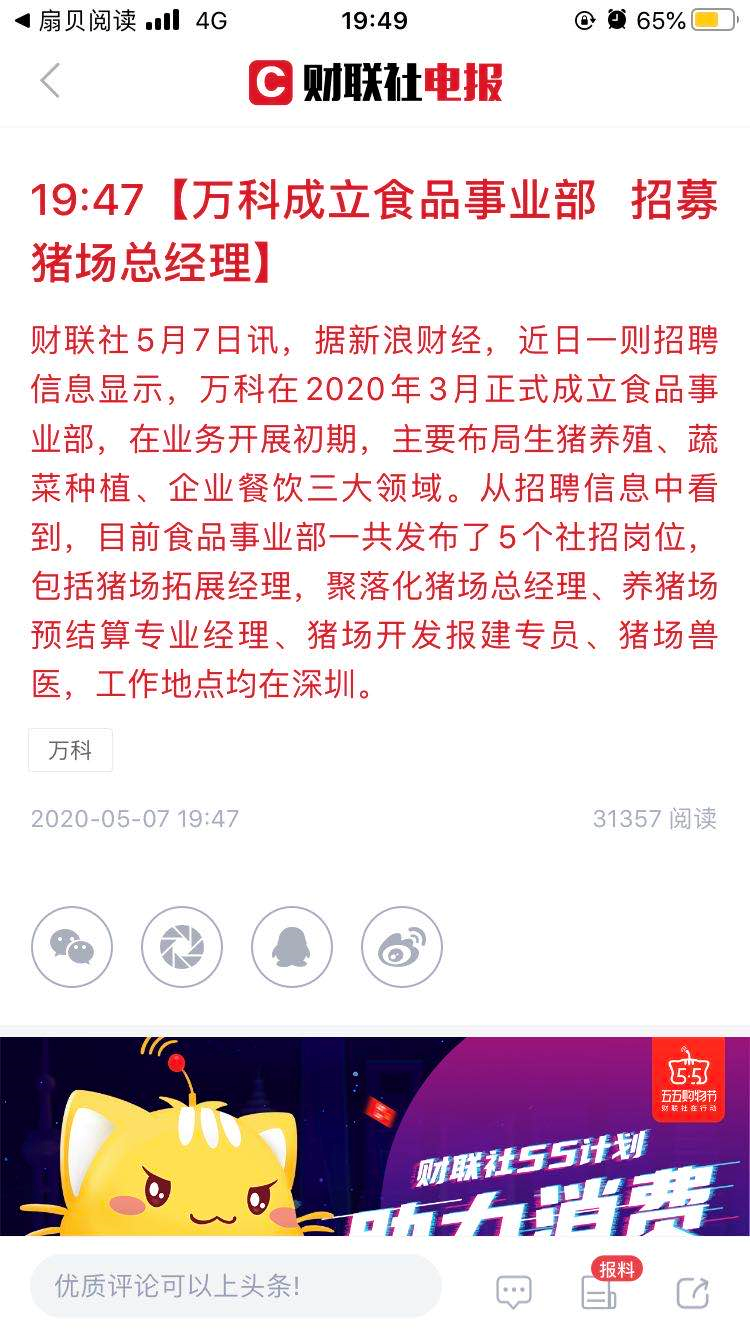 扇贝阅读 4G 19:49 65%
财联社电报
19:47【万科成立食品事业部 招募
猪场总经理】
财联社5月7日讯，据新浪财经，近日一则招聘
信息显示，万科在2020年3月正式成立食品事
业部，在业务开展初期，主要布局生猪养殖、蔬
菜种植、企业餐饮三大领域。从招聘信息中看
到，目前食品事业部一共发布了5个社招岗位，
包括猪场拓展经理，聚落化猪场总经理、养猪场
预结算专业经理、猪场开发报建专员、猪场兽
医，工作地点均在深圳。
万科
2020-05-07 19:47 31357 阅读
5·5
五五购物节
财联社在行动
财联社55计划
助力消费
优质评论可以上头条!
报料